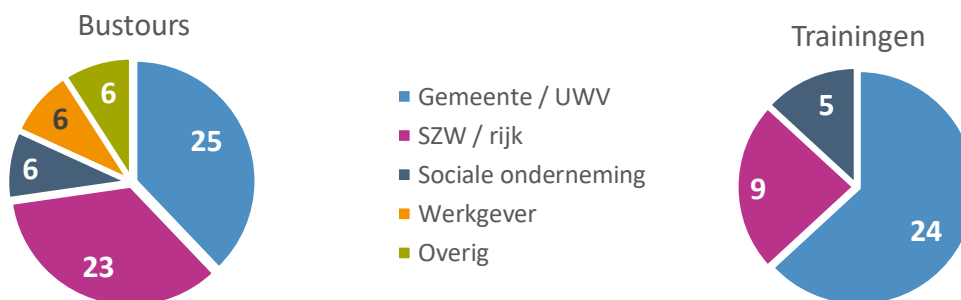 Bustours
6
25
6
6
23
Gemeente / UWV
SZW / rijk
Sociale onderneming
Werkgever
Overig
Trainingen
5
9
24